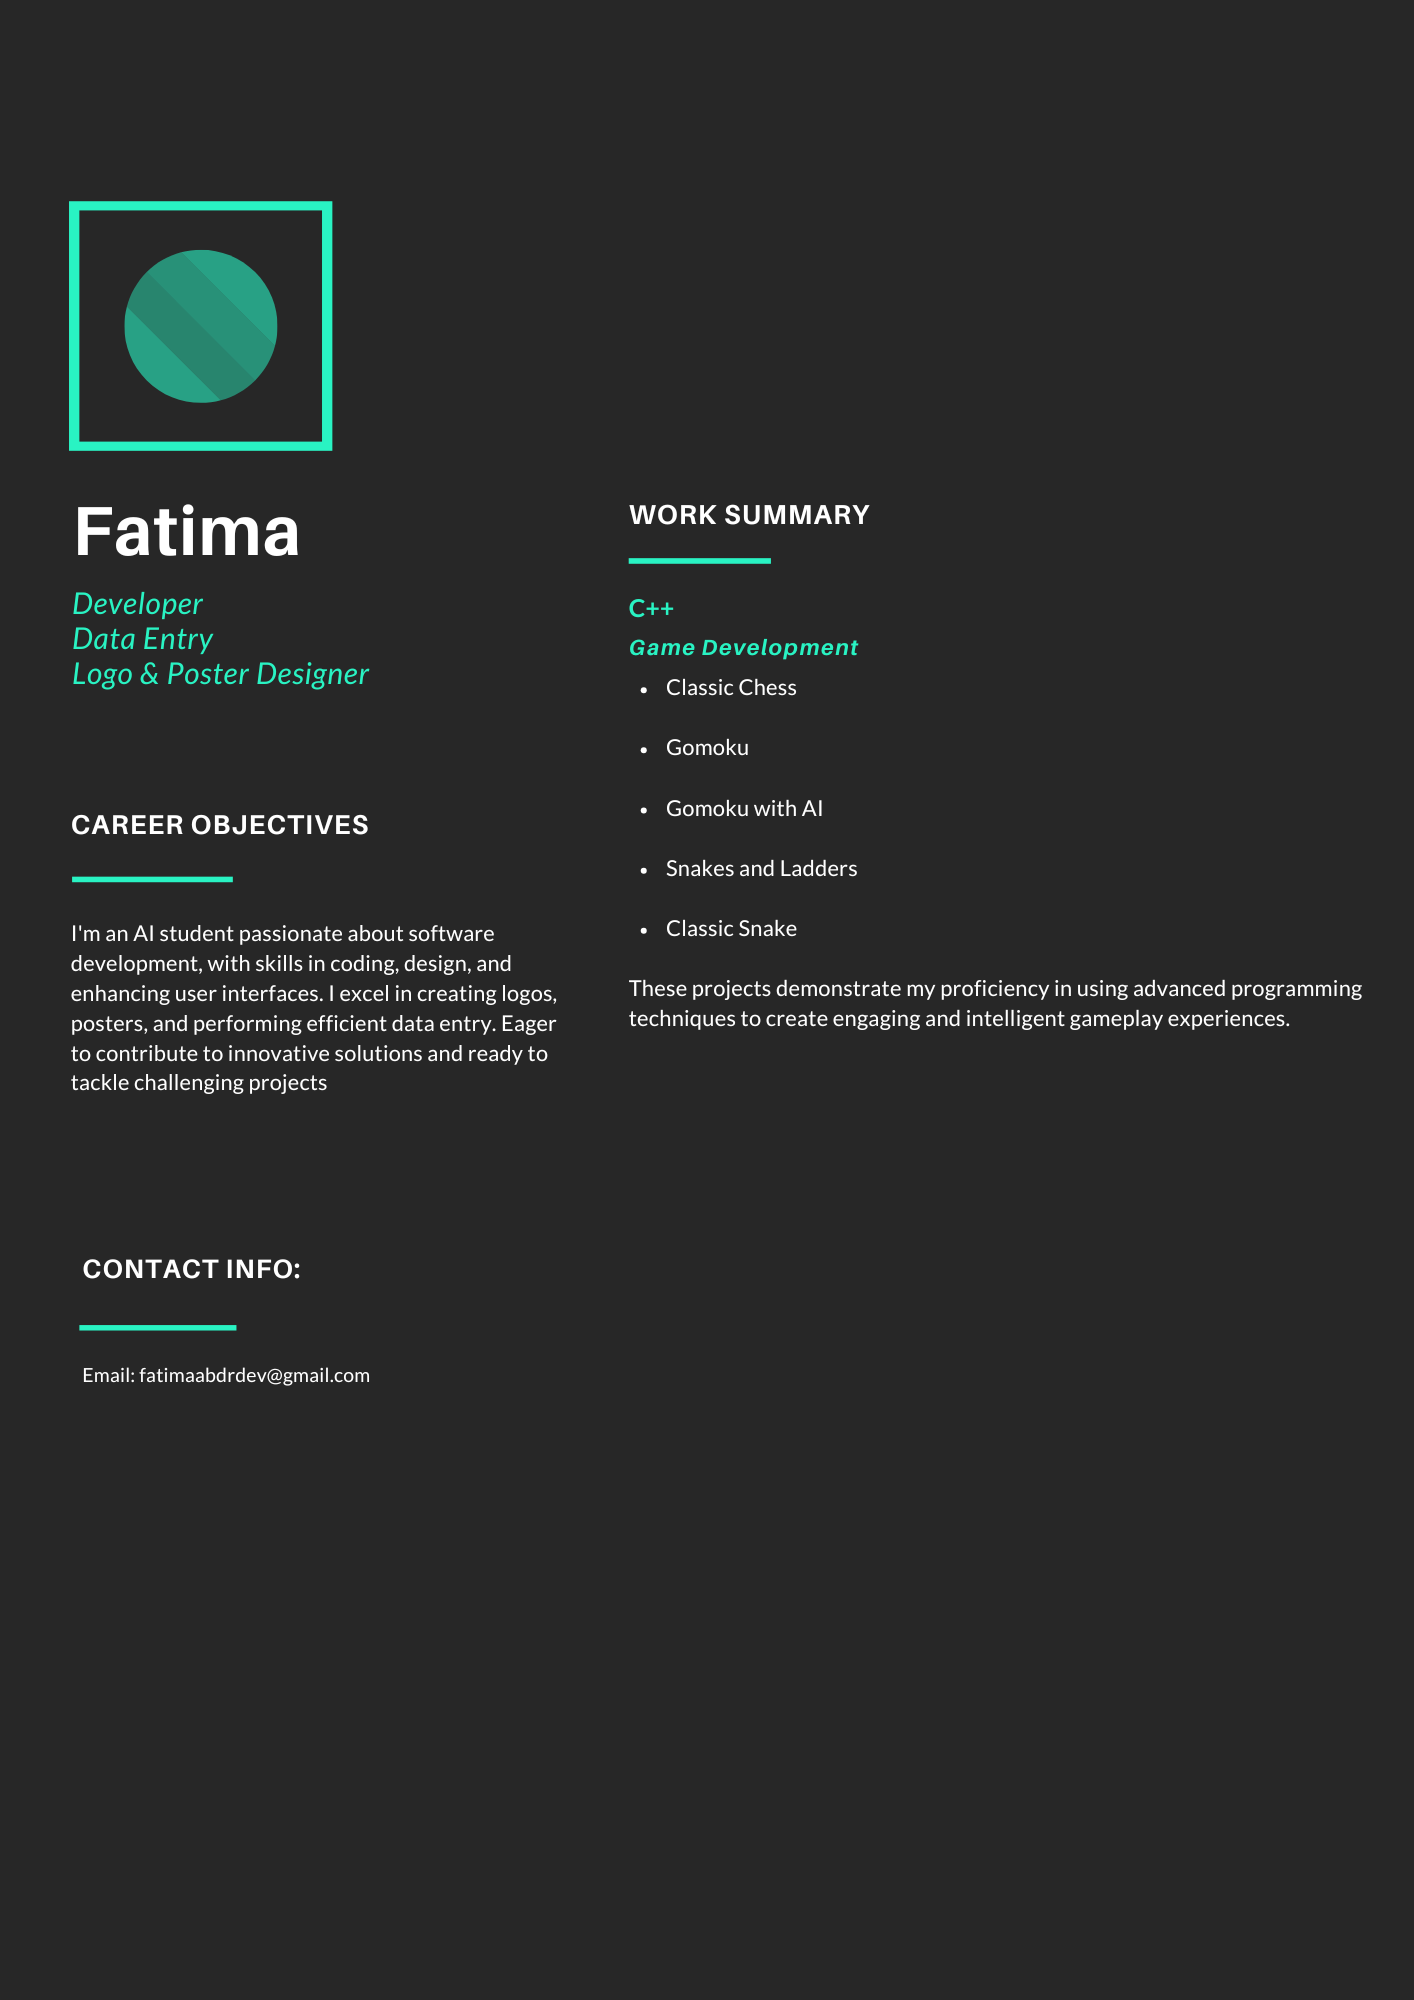 Fatima
Developer
Data Entry
Logo & Poster Designer
CAREER OBJECTIVES
I'm an AI student passionate about software
development, with skills in coding, design, and
enhancing user interfaces. I excel in creating logos,
posters, and performing efficient data entry. Eager
to contribute to innovative solutions and ready to
tackle challenging projects
CONTACT INFO:
Email: fatimaabdrdev@gmail.com
WORK SUMMARY
C++
Game Development
• Classic Chess
• Gomoku
• Gomoku with AI
• Snakes and Ladders
• Classic Snake
These projects demonstrate my proficiency in using advanced programming
techniques to create engaging and intelligent gameplay experiences.